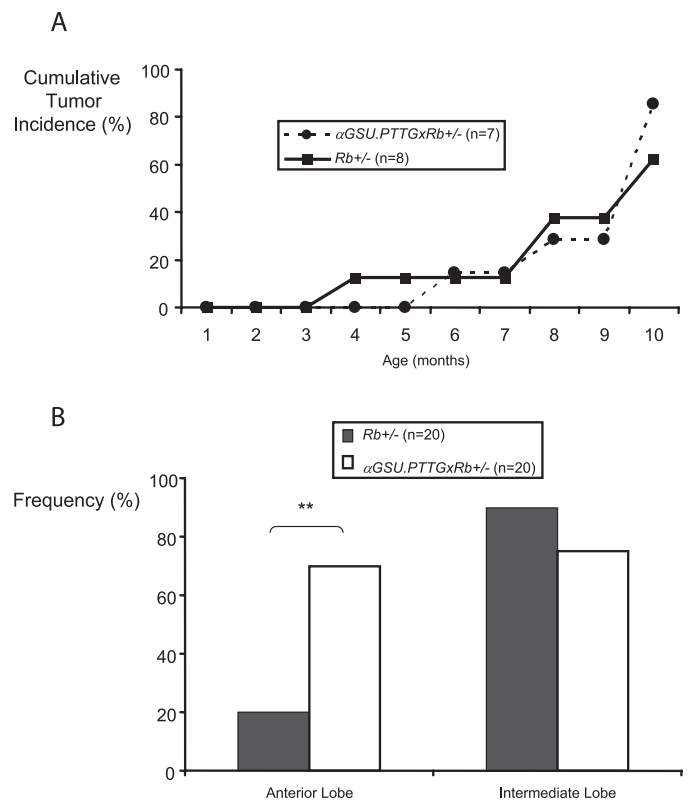 A
Cumulative
Tumor
Incidence (%)
100
80
60
40
20
0
αGSU.PTTGxRb+/- (n=7)
Rb+/- (n=8)
1 2 3 4 5 6 7 8 9 10
Age (months)
B
Rb+/- (n=20)
αGSU.PTTGxRb+/- (n=20)
Frequency (%)
100
80
60
40
20
0
**
Anterior Lobe Intermediate Lobe